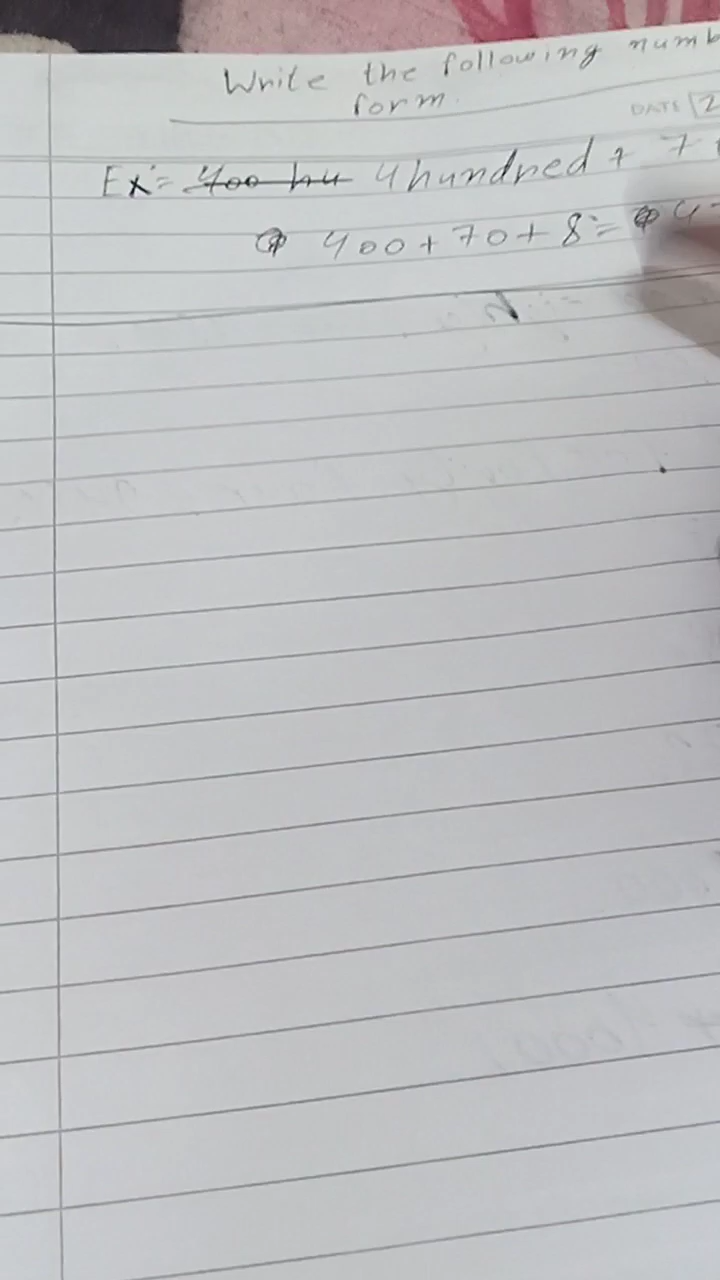 Write the following numb
form.
DATE 2
Ex:= 400 hu 4 hundred + 7
400 + 70 + 8 = 4